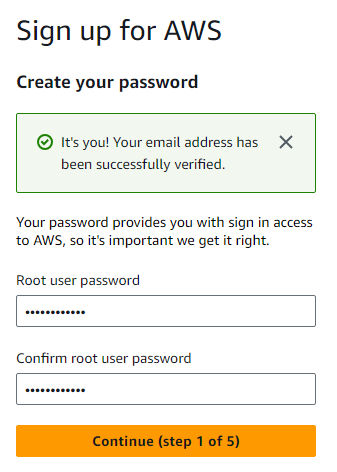 Sign up for AWS
Create your password
It's you! Your email address has
been successfully verified.
Your password provides you with sign in access
to AWS, so it's important we get it right.
Root user password
••••••••••••
Confirm root user password
••••••••••••
Continue (step 1 of 5)